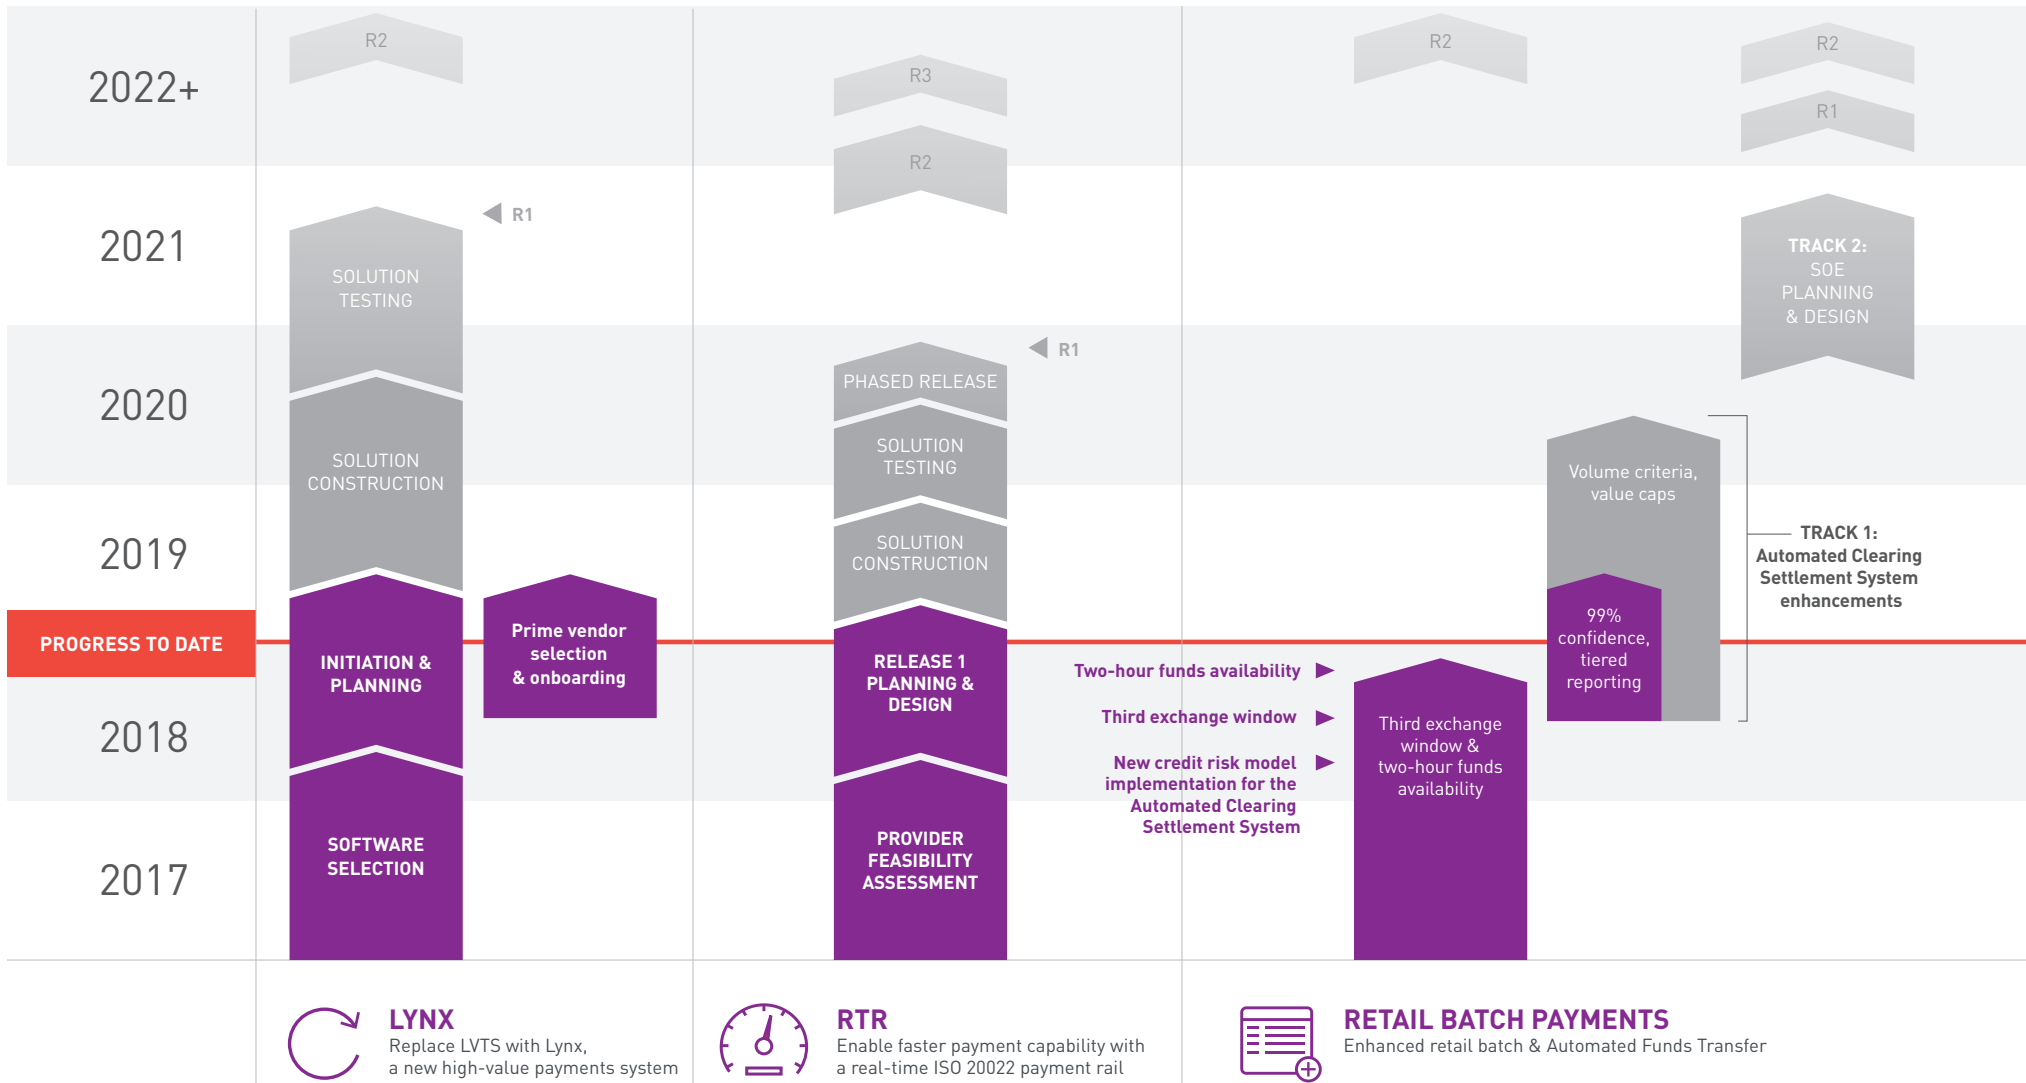 2022+
2021
2020
2019
PROGRESS TO DATE
2018
2017
R2
R1
SOLUTION
TESTING
SOLUTION
CONSTRUCTION
INITIATION &
PLANNING
Prime vendor
selection
& onboarding
SOFTWARE
SELECTION
R3
R2
R1
PHASED RELEASE
SOLUTION
TESTING
SOLUTION
CONSTRUCTION
RELEASE 1
PLANNING &
DESIGN
PROVIDER
FEASIBILITY
ASSESSMENT
Two-hour funds availability
Third exchange window
New credit risk model
implementation for the
Automated Clearing
Settlement System
R2
Third exchange
window &
two-hour funds
availability
Volume criteria,
value caps
99%
confidence,
tiered
reporting
R2
R1
TRACK 2:
SOE
PLANNING
& DESIGN
TRACK 1:
Automated Clearing
Settlement System
enhancements
LYNX
Replace LVTS with Lynx,
a new high-value payments system
RTR
Enable faster payment capability with
a real-time ISO 20022 payment rail
RETAIL BATCH PAYMENTS
Enhanced retail batch & Automated Funds Transfer